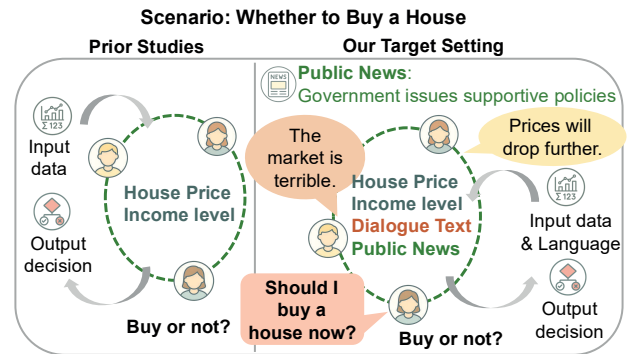 Scenario: Whether to Buy a House
Prior Studies
Σ123
Input
data
House Price
Income level
Output
decision
Buy or not?
Our Target Setting
NEWS
Public News:
Government issues supportive policies
The
market is
terrible.
Prices will
drop further.
House Price
Income level
Dialogue Text
Public News
Σ123
Input data
& Language
Should I
buy a
house now?
Buy or not?
Output
decision